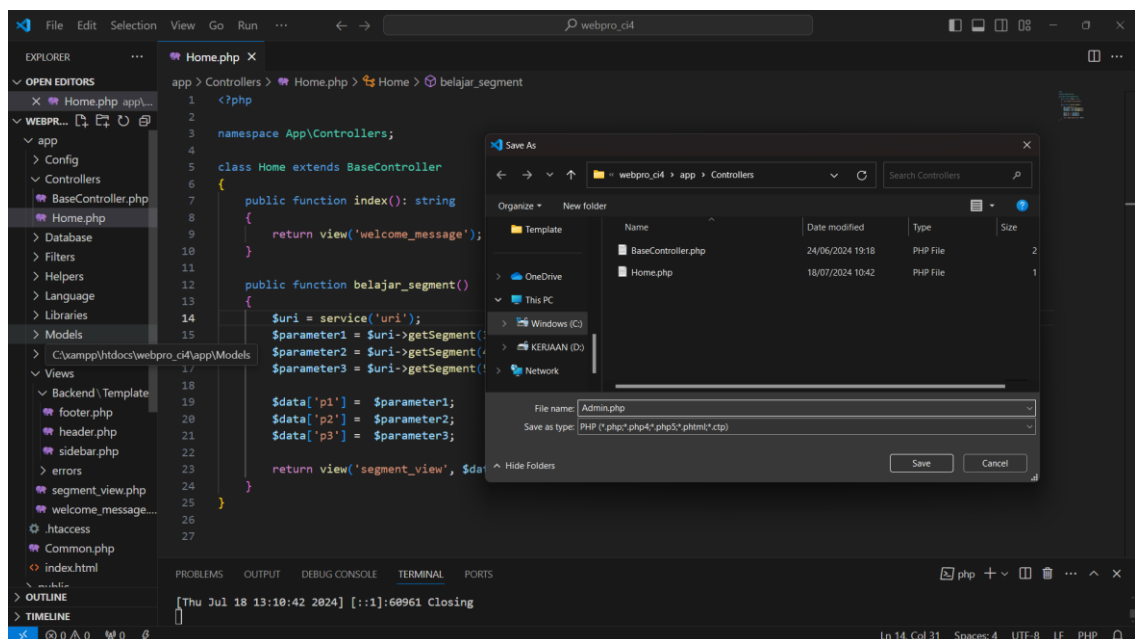 File Edit Selection View Go Run ··· webpro_ci4
EXPLORER ···
OPEN EDITORS
Home.php app\...
WEBPR...
app
Config
Controllers
BaseController.php
Home.php
Database
Filters
Helpers
Language
Libraries
Models
C:\xampp\htdocs\webpro_ci4\app\Models
Views
Backend\Template
footer.php
header.php
sidebar.php
errors
segment_view.php
welcome_message....
.htaccess
Common.php
index.html
OUTLINE
TIMELINE
Home.php
app > Controllers > Home.php > Home > belajar_segment
1 <?php
2
3 namespace App\Controllers;
4
5 class Home extends BaseController
6 {
7 public function index(): string
8 {
9 return view('welcome_message');
10 }
11
12 public function belajar_segment()
13 {
14 $uri = service('uri');
15 $parameter1 = $uri->getSegment(
16 $parameter2 = $uri->getSegment(
17 $parameter3 = $uri->getSegment(
18
19 $data['p1'] = $parameter1;
20 $data['p2'] = $parameter2;
21 $data['p3'] = $parameter3;
22
23 return view('segment_view', $da
24 }
25 }
26
27
Save As
webpro_ci4 > app > Controllers
Search Controllers
Organize New folder
Template
OneDrive
This PC
Windows (C:)
KERJAAN (D:)
Network
Name Date modified Type Size
BaseController.php 24/06/2024 19:18 PHP File 2
Home.php 18/07/2024 10:42 PHP File 1
File name: Admin.php
Save as type: PHP (*.php;*.php4;*.php5;*.phtml;*.ctp)
Hide Folders
Save Cancel
PROBLEMS OUTPUT DEBUG CONSOLE TERMINAL PORTS
php
[Thu Jul 18 13:10:42 2024] [::1]:60961 Closing
0 0 0 Ln 14, Col 31 Spaces: 4 UTF-8 LF PHP